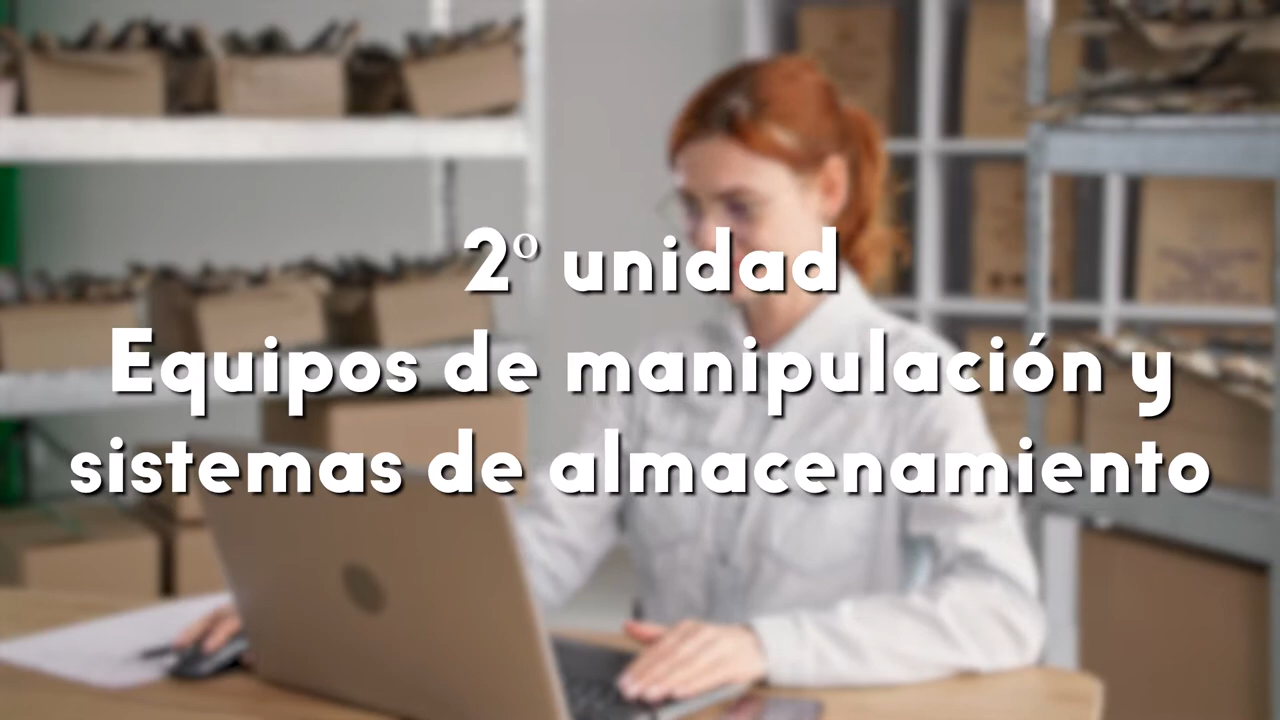 2º unidad
Equipos de manipulación y
sistemas de almacenamiento